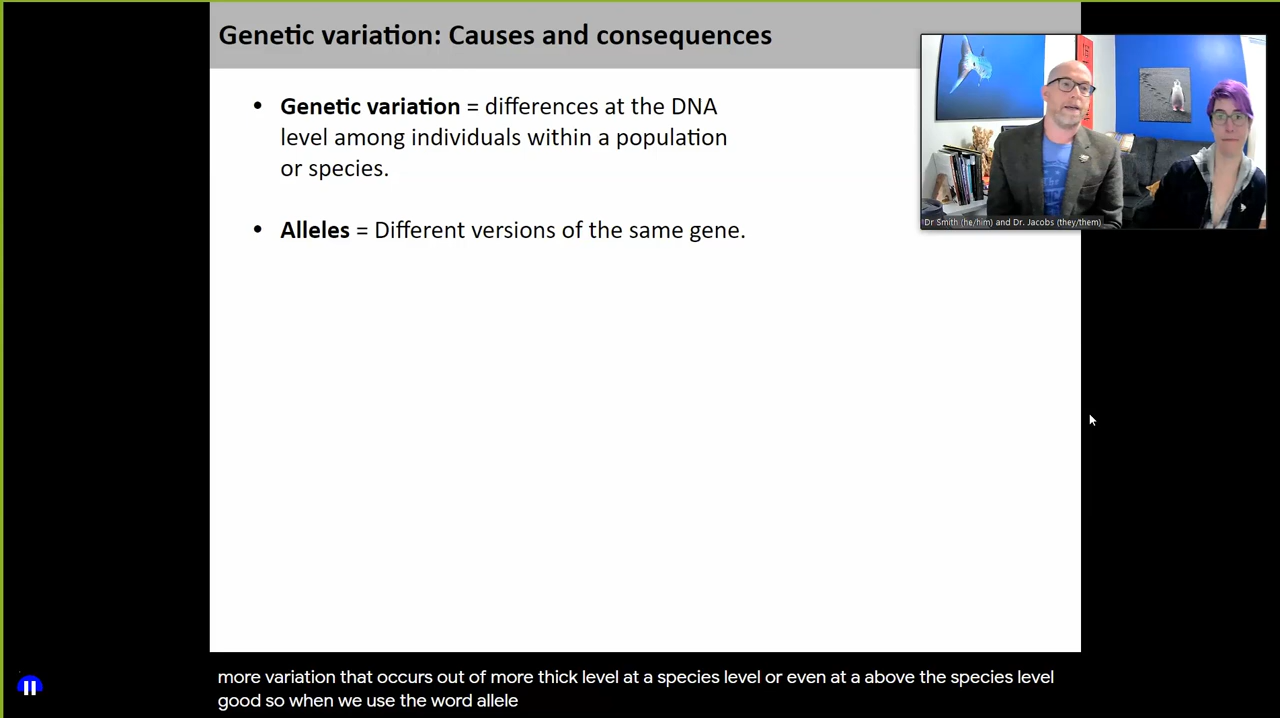 Genetic variation: Causes and consequences
• Genetic variation = differences at the DNA
level among individuals within a population
or species.
• Alleles = Different versions of the same gene.
Dr Smith (he/him) and Dr. Jacobs (they/them)
more variation that occurs out of more thick level at a species level or even at a above the species level
good so when we use the word allele